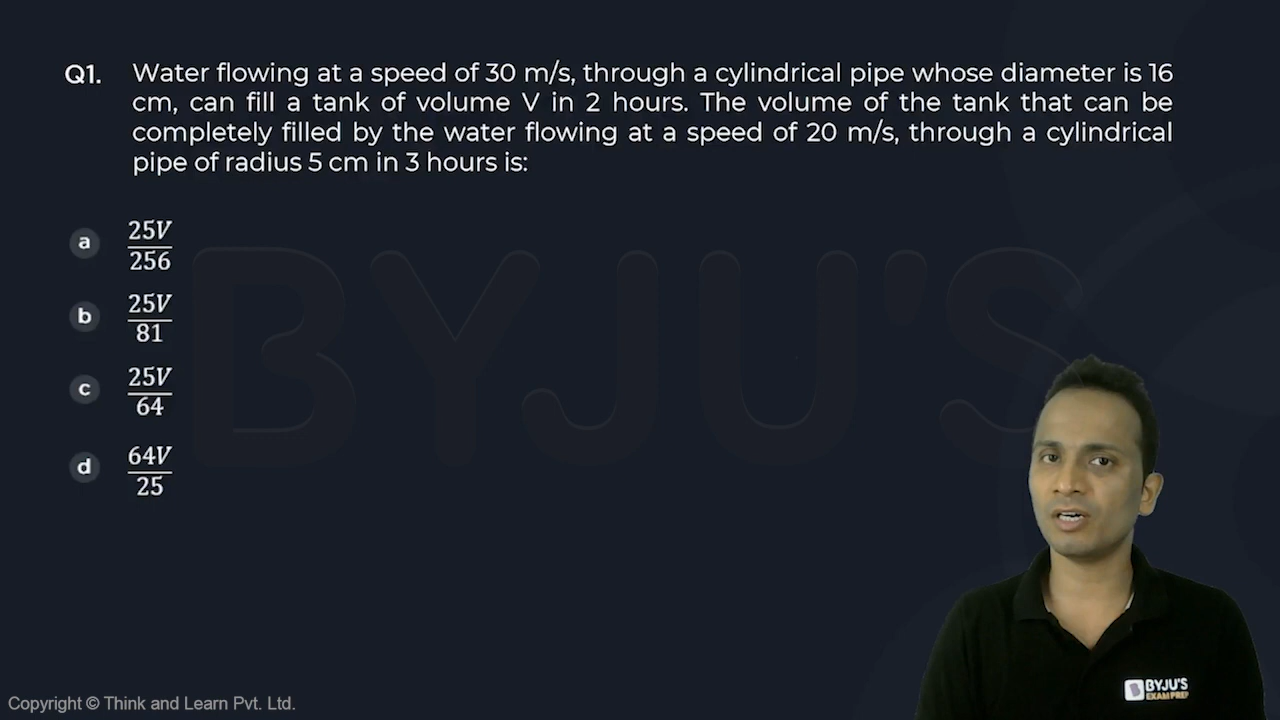 Q1. Water flowing at a speed of 30 m/s, through a cylindrical pipe whose diameter is 16
cm, can fill a tank of volume V in 2 hours. The volume of the tank that can be
completely filled by the water flowing at a speed of 20 m/s, through a cylindrical
pipe of radius 5 cm in 3 hours is:
a 25V
256
b 25V
81
c 25V
64
d 64V
25
BYJU'S
BYJU'S
EXAM PREP
Copyright © Think and Learn Pvt. Ltd.